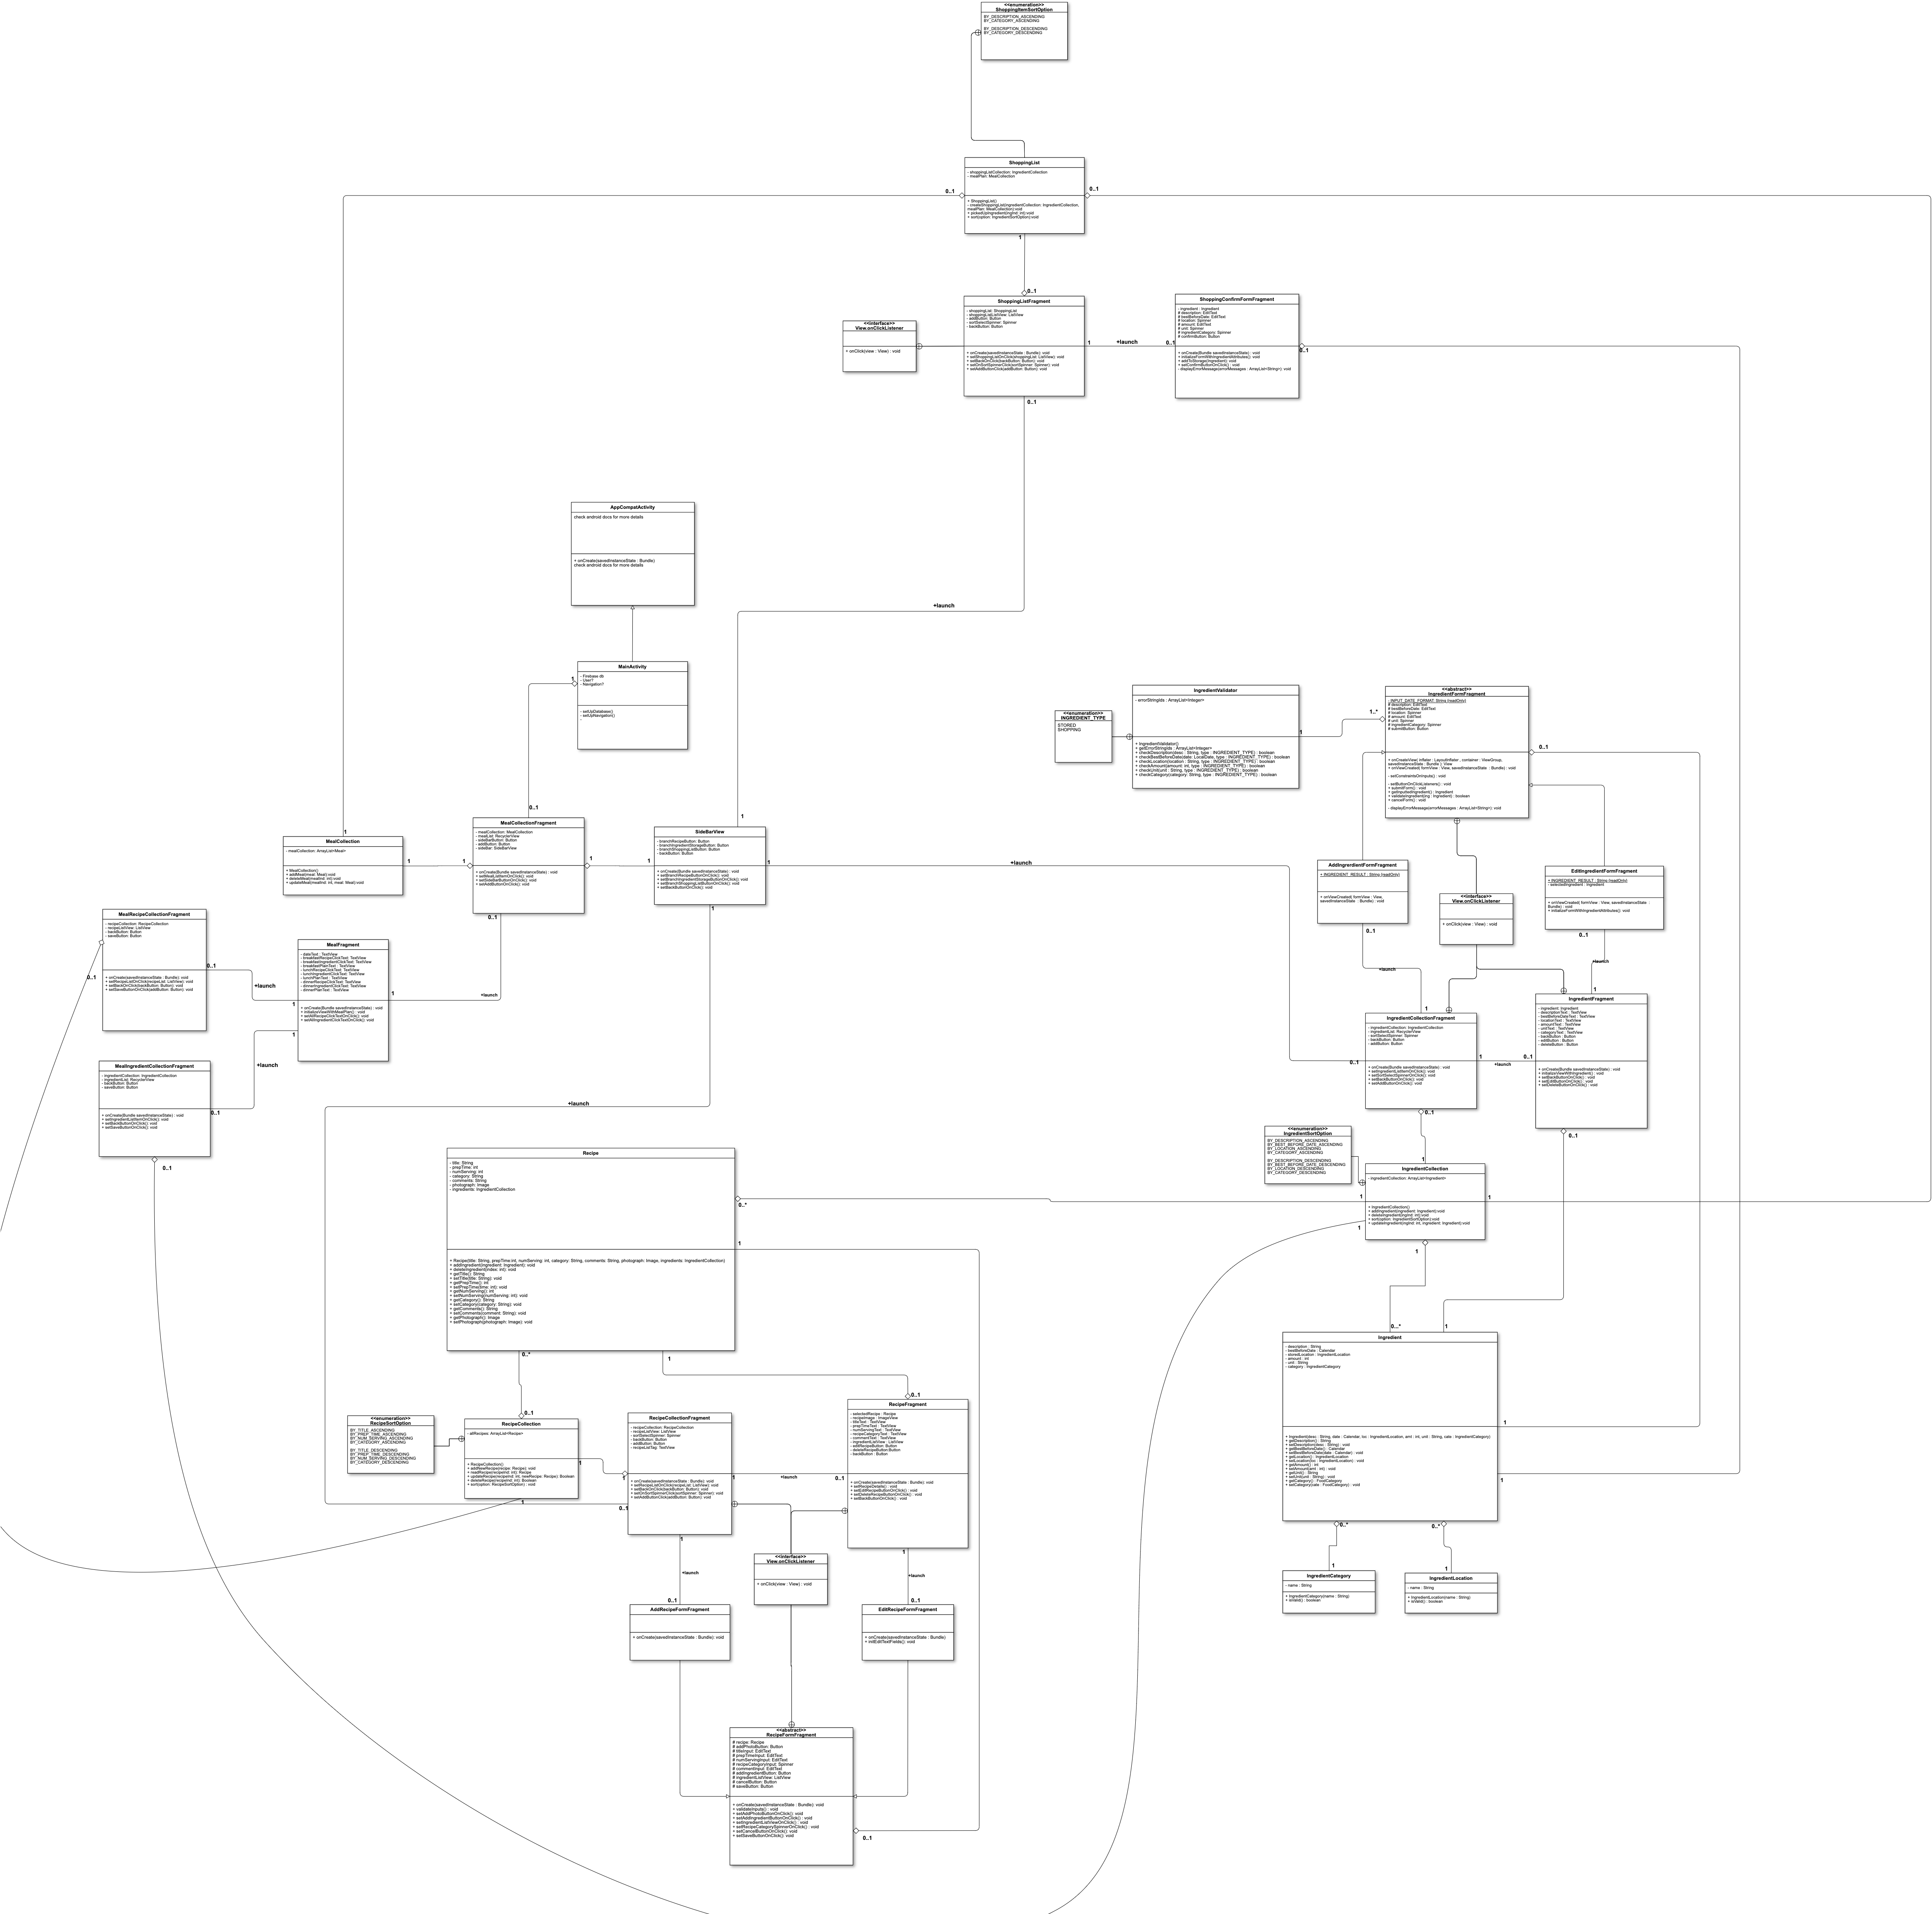 <<enumeration>>
ShoppingItemSortOption
BY_DESCRIPTION_ASCENDING
BY_CATEGORY_ASCENDING
BY_DESCRIPTION_DESCENDING
BY_CATEGORY_DESCENDING
ShoppingList
- shoppingListCollection: IngredientCollection
- mealPlan: MealCollection
+ ShoppingList()
- createShoppingList(ingredientCollection: IngredientCollection,
mealPlan: MealCollection):void
+ pickedUpIngredient(ingInd: int):void
+ sort(option: IngredientSortOption):void
0..1
0..1
1
0..1
ShoppingListFragment
- shoppingList: ShoppingList
- shoppingListListView: ListView
- addButton: Button
- sortSelectSpinner: Spinner
- backButton: Button
+ onCreate(savedInstanceState : Bundle): void
+ setShoppingListOnClick(shoppingList: ListView): void
+ setBackOnClick(backButton: Button): void
+ setOnSortSpinnerClick(sortSpinner: Spinner): void
+ setAddButtonClick(addButton: Button): void
<<interface>>
View.onClickListener
+ onClick(view : View) : void
1
+launch
0..1
0..1
0..1
ShoppingConfirmFormFragment
- ingredient : Ingredient
# description: EditText
# bestBeforeDate: EditText
# location: Spinner
# amount: EditText
# unit: Spinner
# ingredientCategory: Spinner
# confirmButton: Button
+ onCreate(Bundle savedInstanceState) : void
+ initializeFormWithIngredientAttributes(): void
+ addToStorage(Ingredient): void
+ setConfirmButtonOnClick() : void
- displayErrorMessage(errorMessages : ArrayList<String>): void
AppCompatActivity
check android docs for more details
+ onCreate(savedInstanceState : Bundle)
check android docs for more details
+launch
MainActivity
- Firebase db
- User?
- Navigation?
- setUpDatabase()
- setUpNavigation()
-
1
0..1
<<enumeration>>
INGREDIENT_TYPE
STORED
SHOPPING
IngredientValidator
- errorStringIds : ArrayList<Integer>
+ IngredientValidator()
+ getErrorStringIds : ArrayList<Integer>
+ checkDescription(desc : String, type : INGREDIENT_TYPE) : boolean
+ checkBestBeforeDate(date: LocalDate, type : INGREDIENT_TYPE) : boolean
+ checkLocation(location : String, type : INGREDIENT_TYPE) : boolean
+ checkAmount(amount: int, type : INGREDIENT_TYPE) : boolean
+ checkUnit(unit : String, type : INGREDIENT_TYPE) : boolean
+ checkCategory(category: String, type : INGREDIENT_TYPE) : boolean
1
1..*
<<abstract>>
IngredientFormFragment
- INPUT_DATE_FORMAT: String {readOnly}
# description: EditText
# bestBeforeDate: EditText
# location: Spinner
# amount: EditText
# unit: Spinner
# ingredientCategory: Spinner
# submitButton: Button
+ onCreateView( inflater : LayoutInflater , container : ViewGroup,
savedInstanceState : Bundle ): View
+ onViewCreated( formView : View, savedInstanceState : Bundle) : void
- setConstraintsOnInputs() : void
- setButtonOnClickListeners() : void
+ submitForm() : void
+ getInputtedIngredient() : Ingredient
+ validateIngredient(ing : Ingredient) : boolean
+ cancelForm() : void
- displayErrorMessage(errorMessages : ArrayList<String>): void
0..1
MealCollection
- mealCollection: ArrayList<Meal>
+ MealCollection()
+ addMeal(meal: Meal):void
+ deleteMeal(mealInd: int):void
+ updateMeal(mealInd: int, meal: Meal):void
1
1
1
MealCollectionFragment
- mealCollection: MealCollection
- mealList: RecyclerView
- sideBarButton: Button
- addButton: Button
- sideBar: SideBarView
+ onCreate(Bundle savedInstanceState) : void
+ setMealListItemOnClick(): void
+ setSideBarButtonOnClick(): void
+ setAddButtonOnClick(): void
0..1
1
1
SideBarView
- branchRecipeButton: Button
- branchIngredientStorageButton: Button
- branchShoppingListButton: Button
- backButton: Button
+ onCreate(Bundle savedInstanceState) : void
+ setBranchRecipeButtonOnClick(): void
+ setBranchIngredientStorageButtonOnClick(): void
+ setBranchShoppingListButtonOnClick(): void
+ setBackButtonOnClick(): void
1
1
1
+launch
AddIngrerdientFormFragment
+ INGREDIENT_RESULT : String {readOnly}
+ onViewCreated( formView : View,
savedInstanceState : Bundle) : void
0..1
+launch
1
<<interface>>
View.onClickListener
+ onClick(view : View) : void
EditIngredientFormFragment
+ INGREDIENT_RESULT : String {readOnly}
- selectedIngredient : Ingredient
+ onViewCreated( formView : View, savedInstanceState :
Bundle) : void
+ initializeFormWithIngredientAttributes(): void
0..1
+launch
1
MealRecipeCollectionFragment
- recipeCollection: RecipeCollection
- recipeListView: ListView
- backButton: Button
- saveButton: Button
+ onCreate(savedInstanceState : Bundle): void
+ setRecipeListOnClick(recipeList: ListView): void
+ setBackOnClick(backButton: Button): void
+ setSaveButtonOnClick(addButton: Button): void
0..1
0..1
+launch
1
MealFragment
- dateText : TextView
- breakfastRecipeClickText: TextView
- breakfastIngredientClickText: TextView
- breakfastPlanText : TextView
- lunchRecipeClickText: TextView
- lunchIngredientClickText: TextView
- lunchPlanText : TextView
- dinnerRecipeClickText: TextView
- dinnerIngredientClickText: TextView
- dinnerPlanText : TextView
+ onCreate(Bundle savedInstanceState) : void
+ initializeViewWithMealPlan() : void
+ setAllRecipeClickTextOnClick() : void
+ setAllIngredientClickTextOnClick() : void
1
+launch
1
+launch
0..1
MealIngredientCollectionFragment
- ingredientCollection: IngredientCollection
- ingredientList: RecyclerView
- backButton: Button
- saveButton: Button
+ onCreate(Bundle savedInstanceState) : void
+ setIngredientListItemOnClick(): void
+ setBackButtonOnClick(): void
+ setSaveButtonOnClick(): void
0..1
IngredientCollectionFragment
- ingredientCollection: IngredientCollection
- ingredientList: RecyclerView
- sortSelectSpinner: Spinner
- backButton: Button
- addButton: Button
+ onCreate(Bundle savedInstanceState) : void
+ setIngredientListItemOnClick(): void
+ setSortSelectSpinnerOnClick(): void
+ setBackButtonOnClick(): void
+ setAddButtonOnClick(): void
0..1
1
+launch
0..1
0..1
IngredientFragment
- ingredient: Ingredient
- descriptionText : TextView
- bestBeforeDateText : TextView
- locationText : TextView
- amountText : TextView
- unitText : TextView
- categoryText : TextView
- backButton : Button
- editButton : Button
- deleteButton : Button
+ onCreate(Bundle savedInstanceState) : void
+ initializeViewWithIngredient() : void
+ setBackButtonOnClick() : void
+ setEditButtonOnClick() : void
+ setDeleteButtonOnClick() : void
0..1
+launch
<<enumeration>>
IngredientSortOption
BY_DESCRIPTION_ASCENDING
BY_BEST_BEFORE_DATE_ASCENDING
BY_LOCATION_ASCENDING
BY_CATEGORY_ASCENDING
BY_DESCRIPTION_DESCENDING
BY_BEST_BEFORE_DATE_DESCENDING
BY_LOCATION_DESCENDING
BY_CATEGORY_DESCENDING
1
IngredientCollection
- ingredientCollection: ArrayList<Ingredient>
+ IngredientCollection()
+ addIngredient(ingredient: Ingredient):void
+ deleteIngredient(ingInd: int):void
+ sort(option: IngredientSortOption):void
+ updateIngredient(ingInd: int, ingredient: Ingredient):void
1
1
1
1
0...*
1
Recipe
- title: String
- prepTime: int
- numServing: int
- category: String
- comments: String
- photograph: Image
- ingredients: IngredientCollection
+ Recipe(title: String, prepTime:int, numServing: int, category: String, comments: String, photograph: Image, ingredients: IngredientCollection)
+ addIngredient(ingredient: Ingredient): void
+ deleteIngredient(index: int): void
+ getTitle(): String
+ setTitle(title: String): void
+ getPrepTime(): int
+ setPrepTime(time: int): void
+ getNumServing(): int
+ setNumServing(numServing: int): void
+ getCategory(): String
+ setCategory(category: String): void
+ getComments(): String
+ setComments(comment: String): void
+ getPhotograph(): Image
+ setPhotograph(photograph: Image): void
0..*
1
0..*
1
Ingredient
- description : String
- bestBeforeDate : Calendar
- storedLocation : IngredientLocation
- amount : int
- unit : String
- category : IngredientCategory
+ Ingredient(desc : String, date : Calendar, loc : IngredientLocation, amt : int, unit : String, cate : IngredientCategory)
+ getDescription() : String
+ setDescription(desc : String) : void
+ getBestBeforeDate() : Calendar
+ setBestBeforeDate(date : Calendar) : void
+ getLocation() : IngredientLocation
+ setLocation(loc : IngredientLocation) : void
+ getAmount() : int
+ setAmount(amt : int) : void
+ getUnit() : String
+ setUnit(unit : String) : void
+ getCategory() : FoodCategory
+ setCategory(cate : FoodCategory) : void
1
1
0..*
0..*
1
1
IngredientCategory
- name : String
+ IngredientCategory(name : String)
+ isValid() : boolean
IngredientLocation
- name : String
+ IngredientLocation(name : String)
+ isValid() : boolean
<<enumeration>>
RecipeSortOption
BY_TITLE_ASCENDING
BY_PREP_TIME_ASCENDING
BY_NUM_SERVING_ASCENDING
BY_CATEGORY_ASCENDING
BY_TITLE_DESCENDING
BY_PREP_TIME_DESCENDING
BY_NUM_SERVING_DESCENDING
BY_CATEGORY_DESCENDING
0..1
RecipeCollection
- allRecipes: ArrayList<Recipe>
+ RecipeCollection()
+ addNewRecipe(recipe: Recipe): void
+ readRecipe(recipeInd: int): Recipe
+ updateRecipe(recipeInd: int, newRecipe: Recipe): Boolean
+ deleteRecipe(recipeInd: int): Boolean
+ sort(option: RecipeSortOption) : void
1
1
1
0..1
RecipeCollectionFragment
- recipeCollection: RecipeCollection
- recipeListView: ListView
- sortSelectSpinner: Spinner
- backButton: Button
- addButton: Button
- recipeListTag: TextView
+ onCreate(savedInstanceState : Bundle): void
+ setRecipeListOnClick(recipeList: ListView): void
+ setBackOnClick(backButton: Button): void
+ setOnSortSpinnerClick(sortSpinner: Spinner): void
+ setAddButtonClick(addButton: Button): void
1
+launch
0..1
1
+launch
0..1
0..1
RecipeFragment
- selectedRecipe : Recipe
- recipeImage : ImageView
- titleText : TextView
- prepTimeText : TextView
- numServingText : TextView
- recipeCategoryText : TextView
- commentText : TextView
- ingredientListView : ListView
- editRecipeButton : Button
- deleteRecipeButton:Button
- backButton : Button
+ onCreate(savedInstanceState : Bundle) : void
+ setRecipeDetails() : void
+ setEditRecipeButtonOnClick() : void
+ setDeleteRecipeButtonOnClick() : void
+ setBackButtonOnClick() : void
1
+launch
0..1
<<interface>>
View.onClickListener
+ onClick(view : View) : void
AddRecipeFormFragment
+ onCreate(savedInstanceState : Bundle): void
EditRecipeFormFragment
+ onCreate(savedInstanceState : Bundle)
+ initEditTextFields(): void
<<abstract>>
RecipeFormFragment
# recipe: Recipe
# addPhotoButton: Button
# titleInput: EditText
# prepTimeInput: EditText
# numServingInput: EditText
# recipeCategoryInput: Spinner
# commentInput: EditText
# addIngredientButton: Button
# ingredientListView: ListView
# cancelButton: Button
# saveButton: Button
+ onCreate(savedInstanceState : Bundle): void
+ validateInputs() : void
+ setAddPhotoButtonOnClick(): void
+ setAddIngredientButtonOnClick() : void
+ setIngredientListViewOnClick() : void
+ setRecipeCategorySpinnerOnClick() : void
+ setCancelButtonOnClick(): void
+ setSaveButtonOnClick(): void
0..1